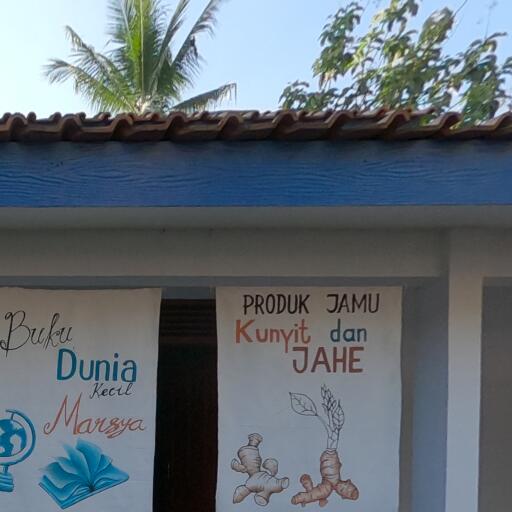 Buku
Dunia
Kecil
Marsya
PRODUK JAMU
Kunyit dan
JAHE